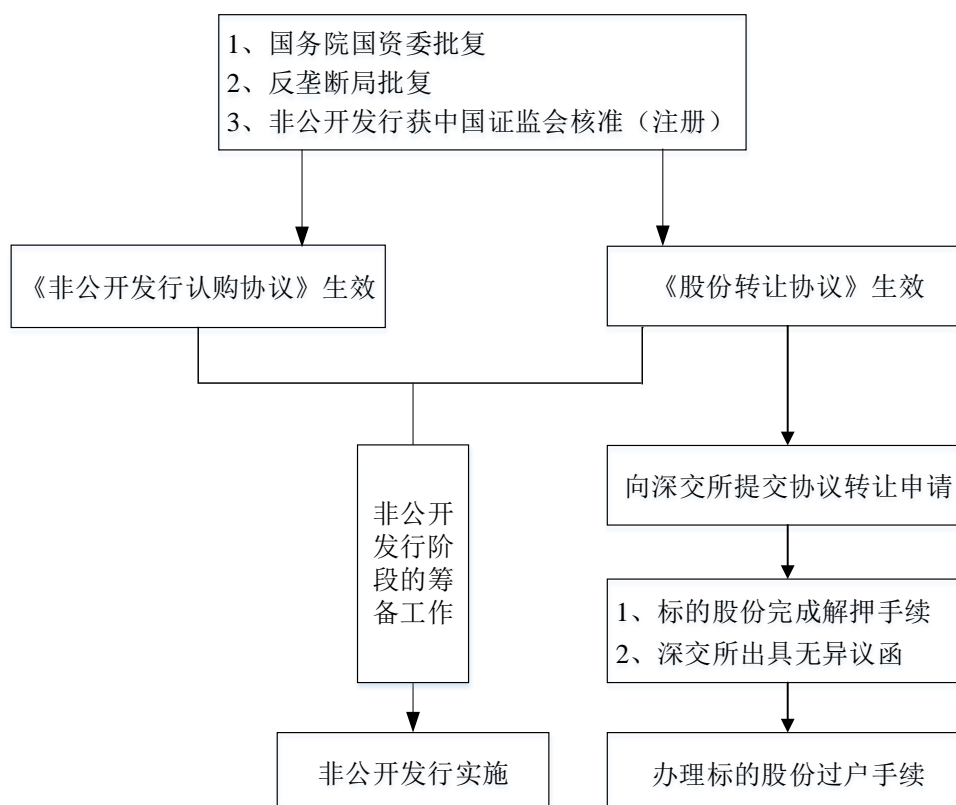 1、国务院国资委批复
2、反垄断局批复
3、非公开发行获中国证监会核准（注册）
《非公开发行认购协议》生效
《股份转让协议》生效
非公开
发行阶
段的筹
备工作
向深交所提交协议转让申请
1、标的股份完成解押手续
2、深交所出具无异议函
非公开发行实施
办理标的股份过户手续